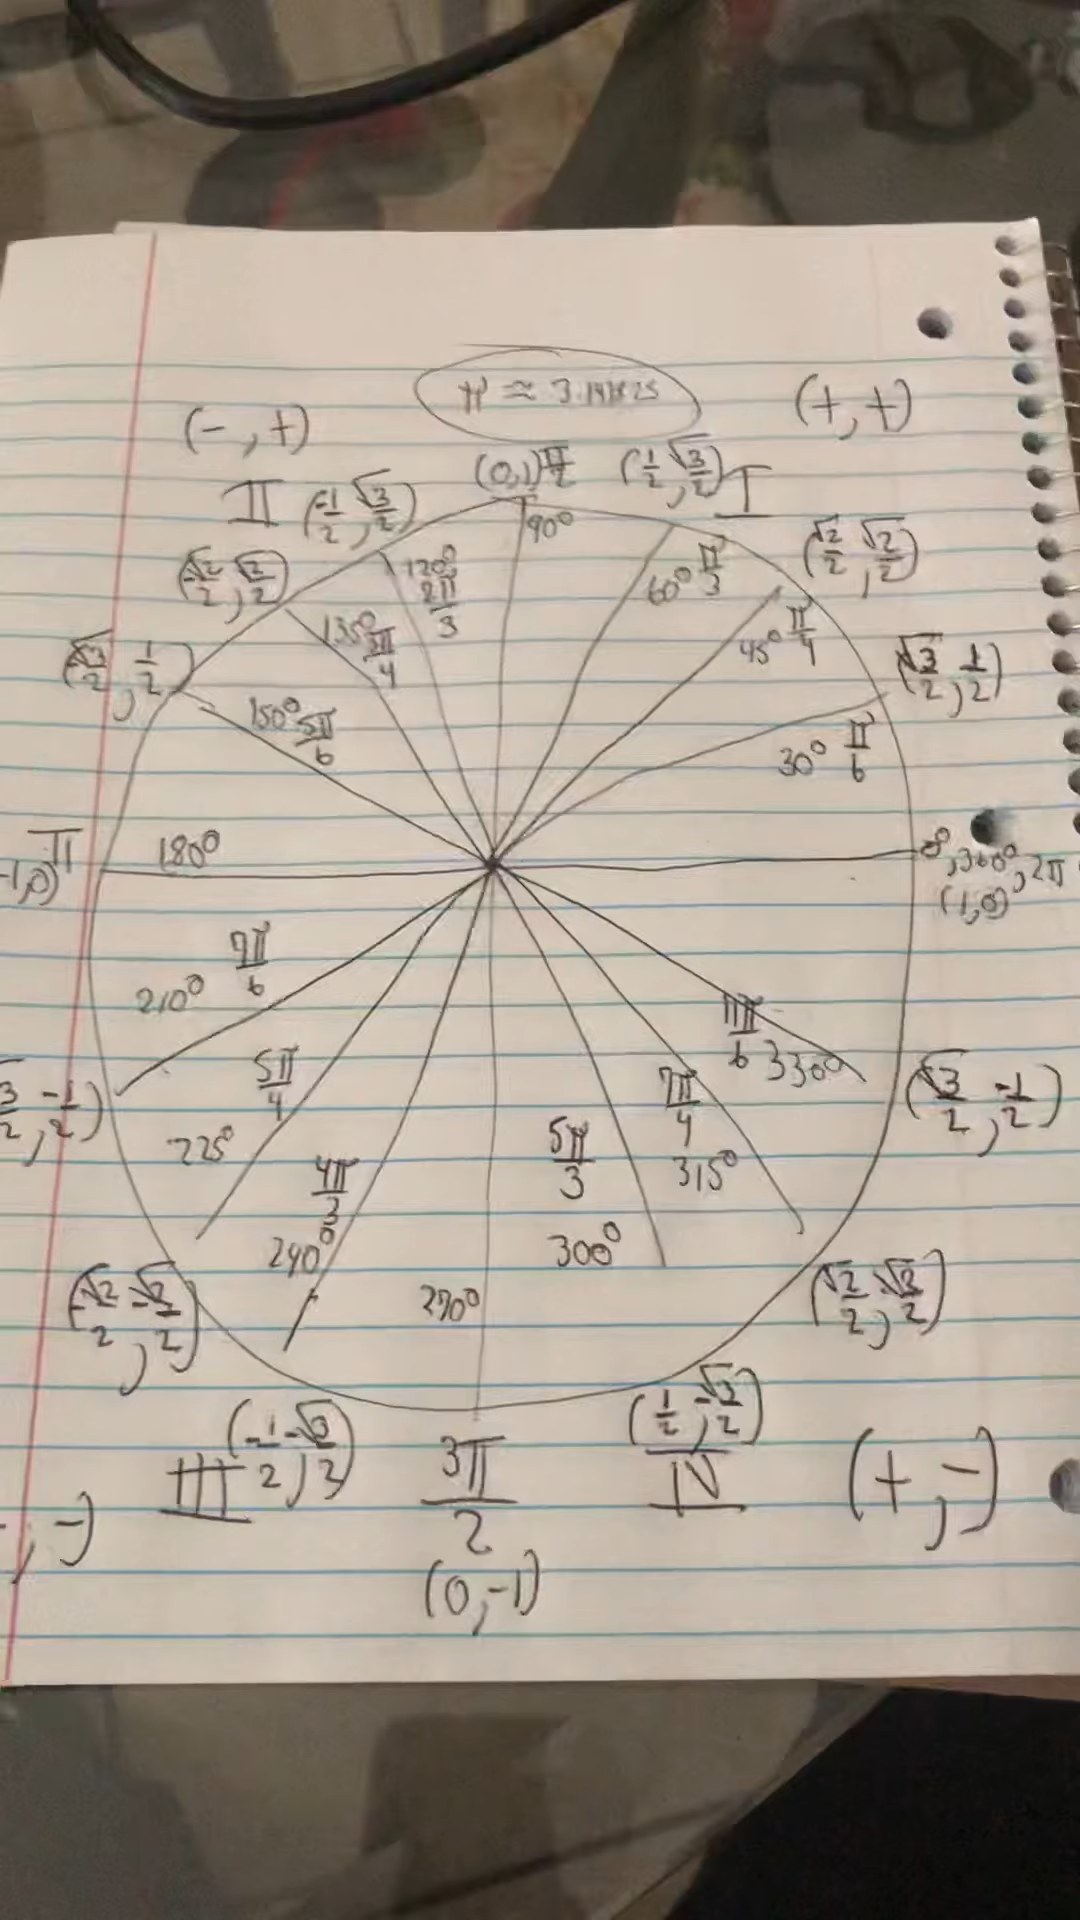 (-,+)
(+,+)
II
(-1/2, √3/2)
(0,1) π/2
(1/2, √3/2)
I
90°
(-√2/2, √2/2)
120° 2π/3
60° π/3
(√2/2, √2/2)
135° 3π/4
45° π/4
(-√3/2, 1/2)
150° 5π/6
30° π/6
(√3/2, 1/2)
-1,0) π
180°
0°, 360°, 2π
(1,0)
7π/6
210°
11π/6 330°
3/2, -1/2)
5π/4
225°
7π/4
315°
(√3/2, -1/2)
4π/3
240°
5π/3
300°
270°
(-√2/2, -√2/2)
(-1/2, -√3/2)
III
3π/2
(0,-1)
(1/2, -√3/2)
IV
(+,-)
,-)